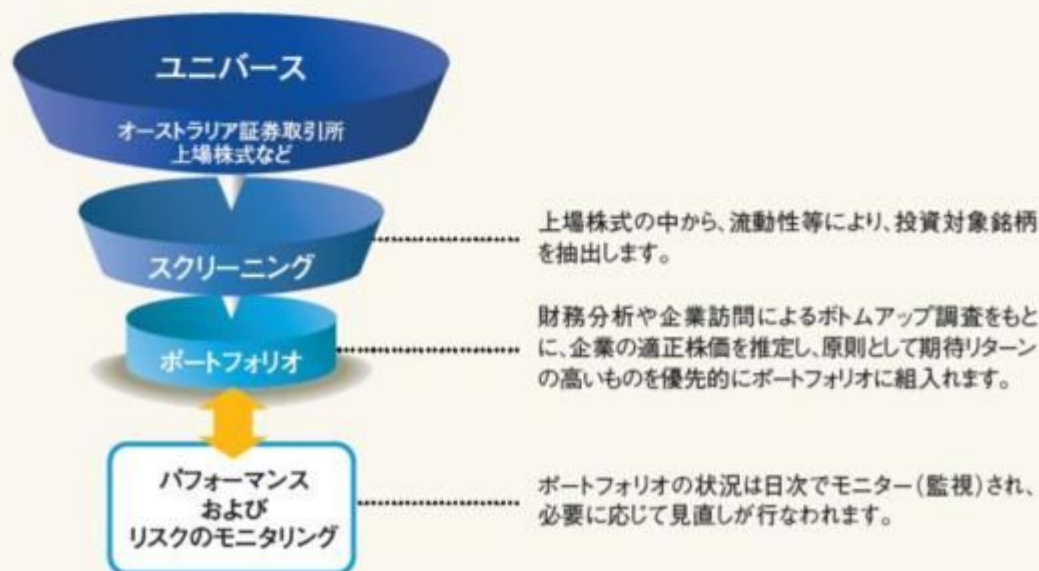 ユニバース
オーストラリア証券取引所
上場株式など
スクリーニング
上場株式の中から、流動性等により、投資対象銘柄
を抽出します。
ポートフォリオ
財務分析や企業訪問によるボトムアップ調査をもと
に、企業の適正株価を推定し、原則として期待リターン
の高いものを優先的にポートフォリオに組入れます。
パフォーマンス
および
リスクのモニタリング
ポートフォリオの状況は日次でモニター(監視)され、
必要に応じて見直しが行なわれます。